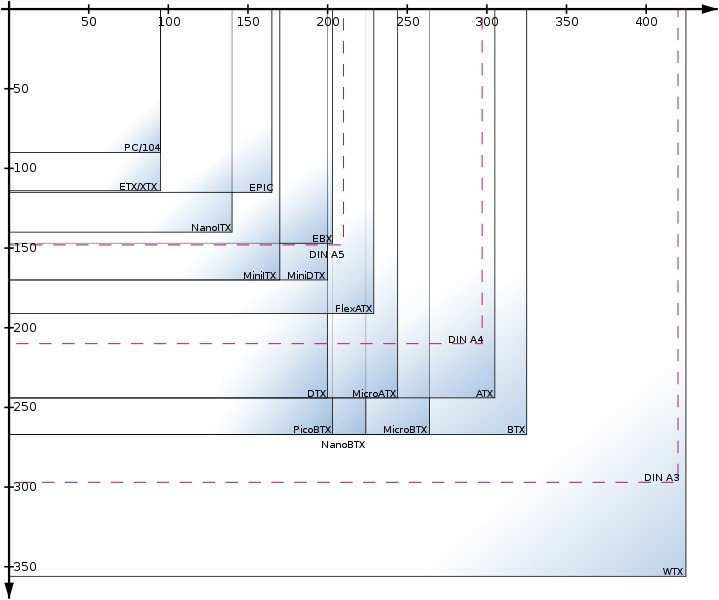 50 100 150 200 250 300 350 400
50
PC/104
100
ETX/XTX EPIC
NanoITX
EBX
150
DIN A5
MiniITX MiniDTX
FlexATX
200
DIN A4
DTX MicroATX ATX
250
PicoBTX MicroBTX BTX
NanoBTX
DIN A3
300
350
WTX